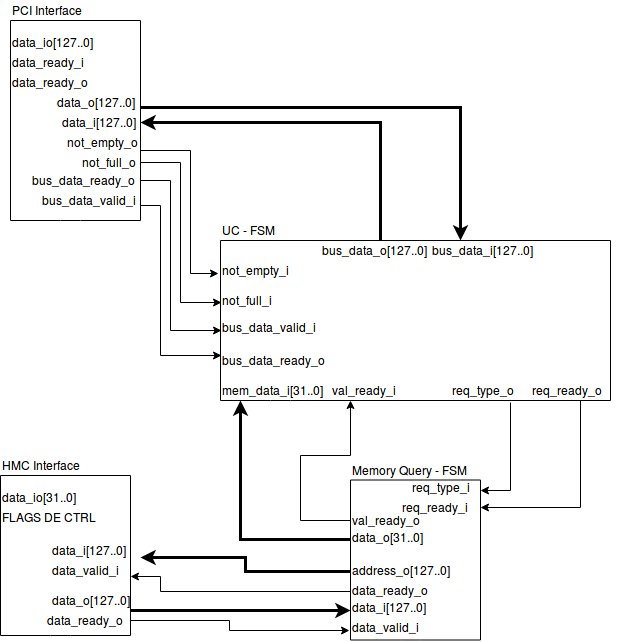 PCI Interface
data_io[127..0]
data_ready_i
data_ready_o
data_o[127..0]
data_i[127..0]
not_empty_o
not_full_o
bus_data_ready_o
bus_data_valid_i
UC - FSM
bus_data_o[127..0] bus_data_i[127..0]
not_empty_i
not_full_i
bus_data_valid_i
bus_data_ready_o
mem_data_i[31..0] val_ready_i req_type_o req_ready_o
HMC Interface
data_io[31..0]
FLAGS DE CTRL
data_i[127..0]
data_valid_i
data_o[127..0]
data_ready_o
Memory Query - FSM
req_type_i
req_ready_i
val_ready_o
data_o[31..0]
address_o[127..0]
data_ready_o
data_i[127..0]
data_valid_i